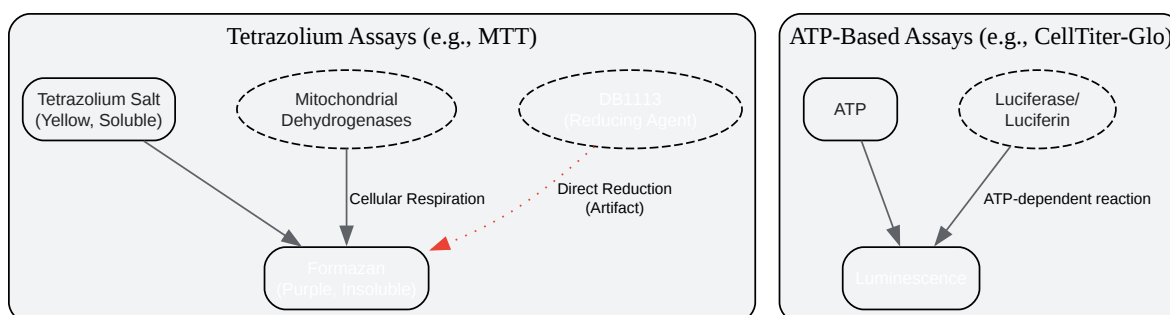 Tetrazolium Assays (e.g., MTT)
Tetrazolium Salt
(Yellow, Soluble)
Mitochondrial
Dehydrogenases
DB1113
(Reducing Agent)
Cellular Respiration
Direct Reduction
(Artifact)
Formazan
(Purple, Insoluble)
ATP-Based Assays (e.g., CellTiter-Glo)
ATP
Luciferase/
Luciferin
ATP-dependent reaction
Luminescence